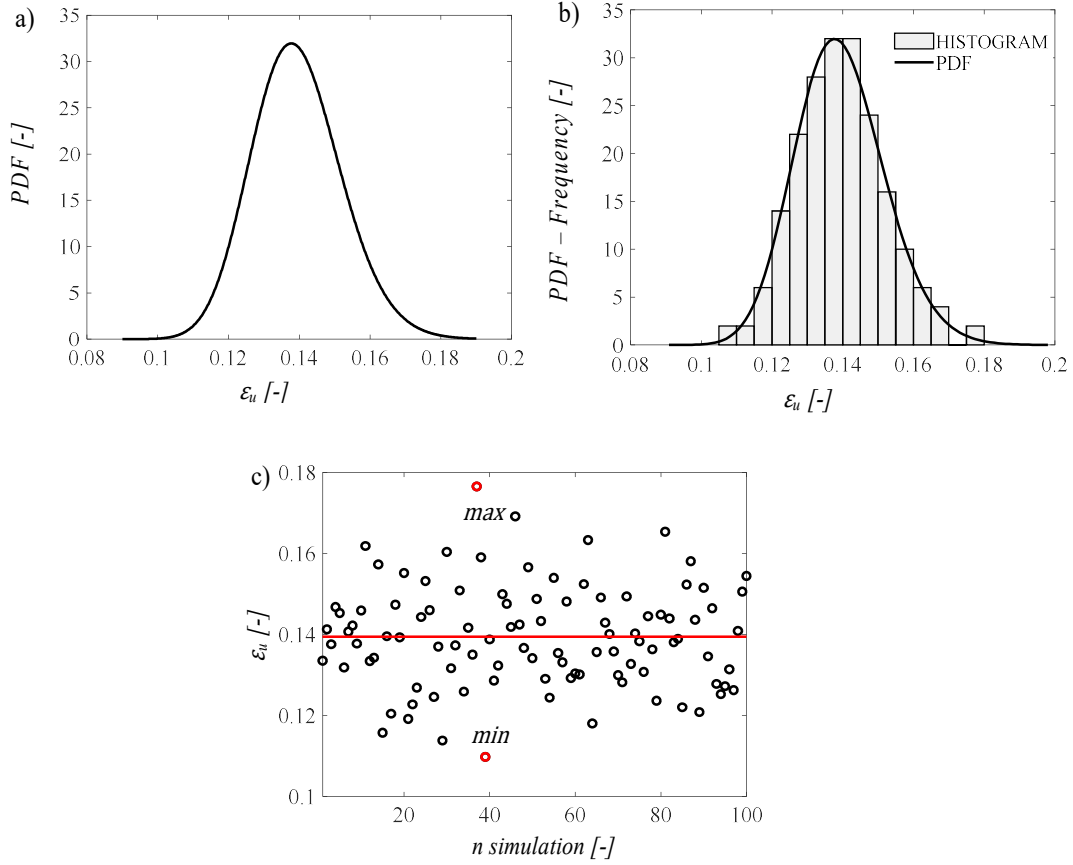 a)
35
30
25
20
15
10
5
0
PDF [-]
0.08 0.1 0.12 0.14 0.16 0.18 0.2
εu [-]
b)
35
30
25
20
15
10
5
0
PDF – Frequency [-]
HISTOGRAM
PDF
0.08 0.1 0.12 0.14 0.16 0.18 0.2
εu [-]
c)
0.18
0.16
0.14
0.12
0.1
εu [-]
max
min
20 40 60 80 100
n simulation [-]